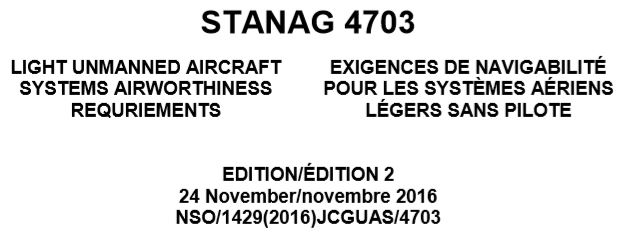 STANAG 4703
LIGHT UNMANNED AIRCRAFT
SYSTEMS AIRWORTHINESS
REQURIEMENTS
EXIGENCES DE NAVIGABILITÉ
POUR LES SYSTÈMES AÉRIENS
LÉGERS SANS PILOTE
EDITION/ÉDITION 2
24 November/novembre 2016
NSO/1429(2016)JCGUAS/4703